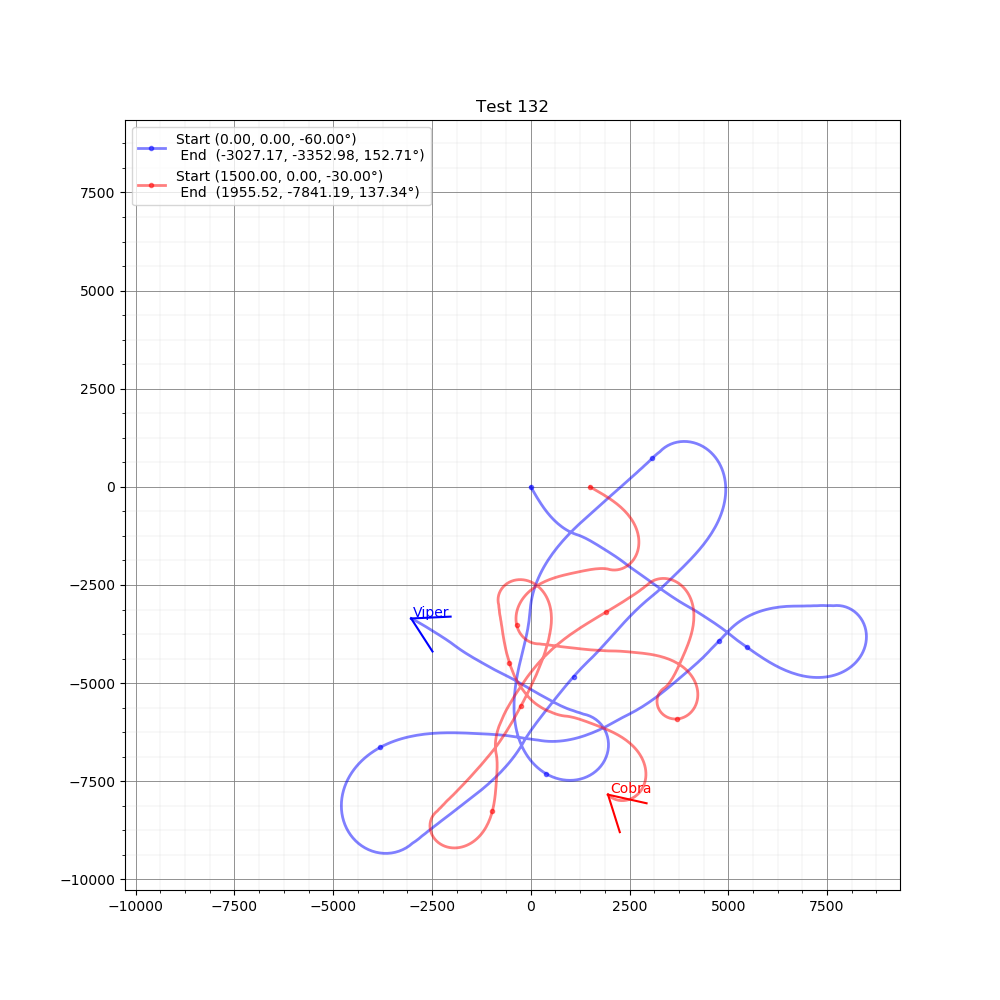 Test 132
Start (0.00, 0.00, -60.00°)
End (-3027.17, -3352.98, 152.71°)
Start (1500.00, 0.00, -30.00°)
End (1955.52, -7841.19, 137.34°)
7500
5000
2500
0
−2500
−5000
−7500
−10000
Viper
Cobra
−10000 −7500 −5000 −2500 0 2500 5000 7500